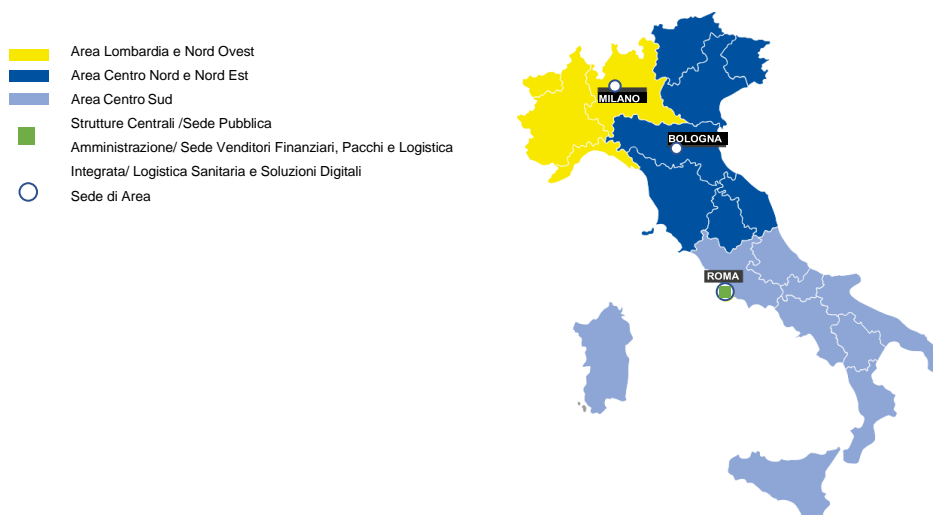 Area Lombardia e Nord Ovest
Area Centro Nord e Nord Est
Area Centro Sud
Strutture Centrali /Sede Pubblica
Amministrazione/ Sede Venditori Finanziari, Pacchi e Logistica
Integrata/ Logistica Sanitaria e Soluzioni Digitali
Sede di Area
MILANO
BOLOGNA
ROMA